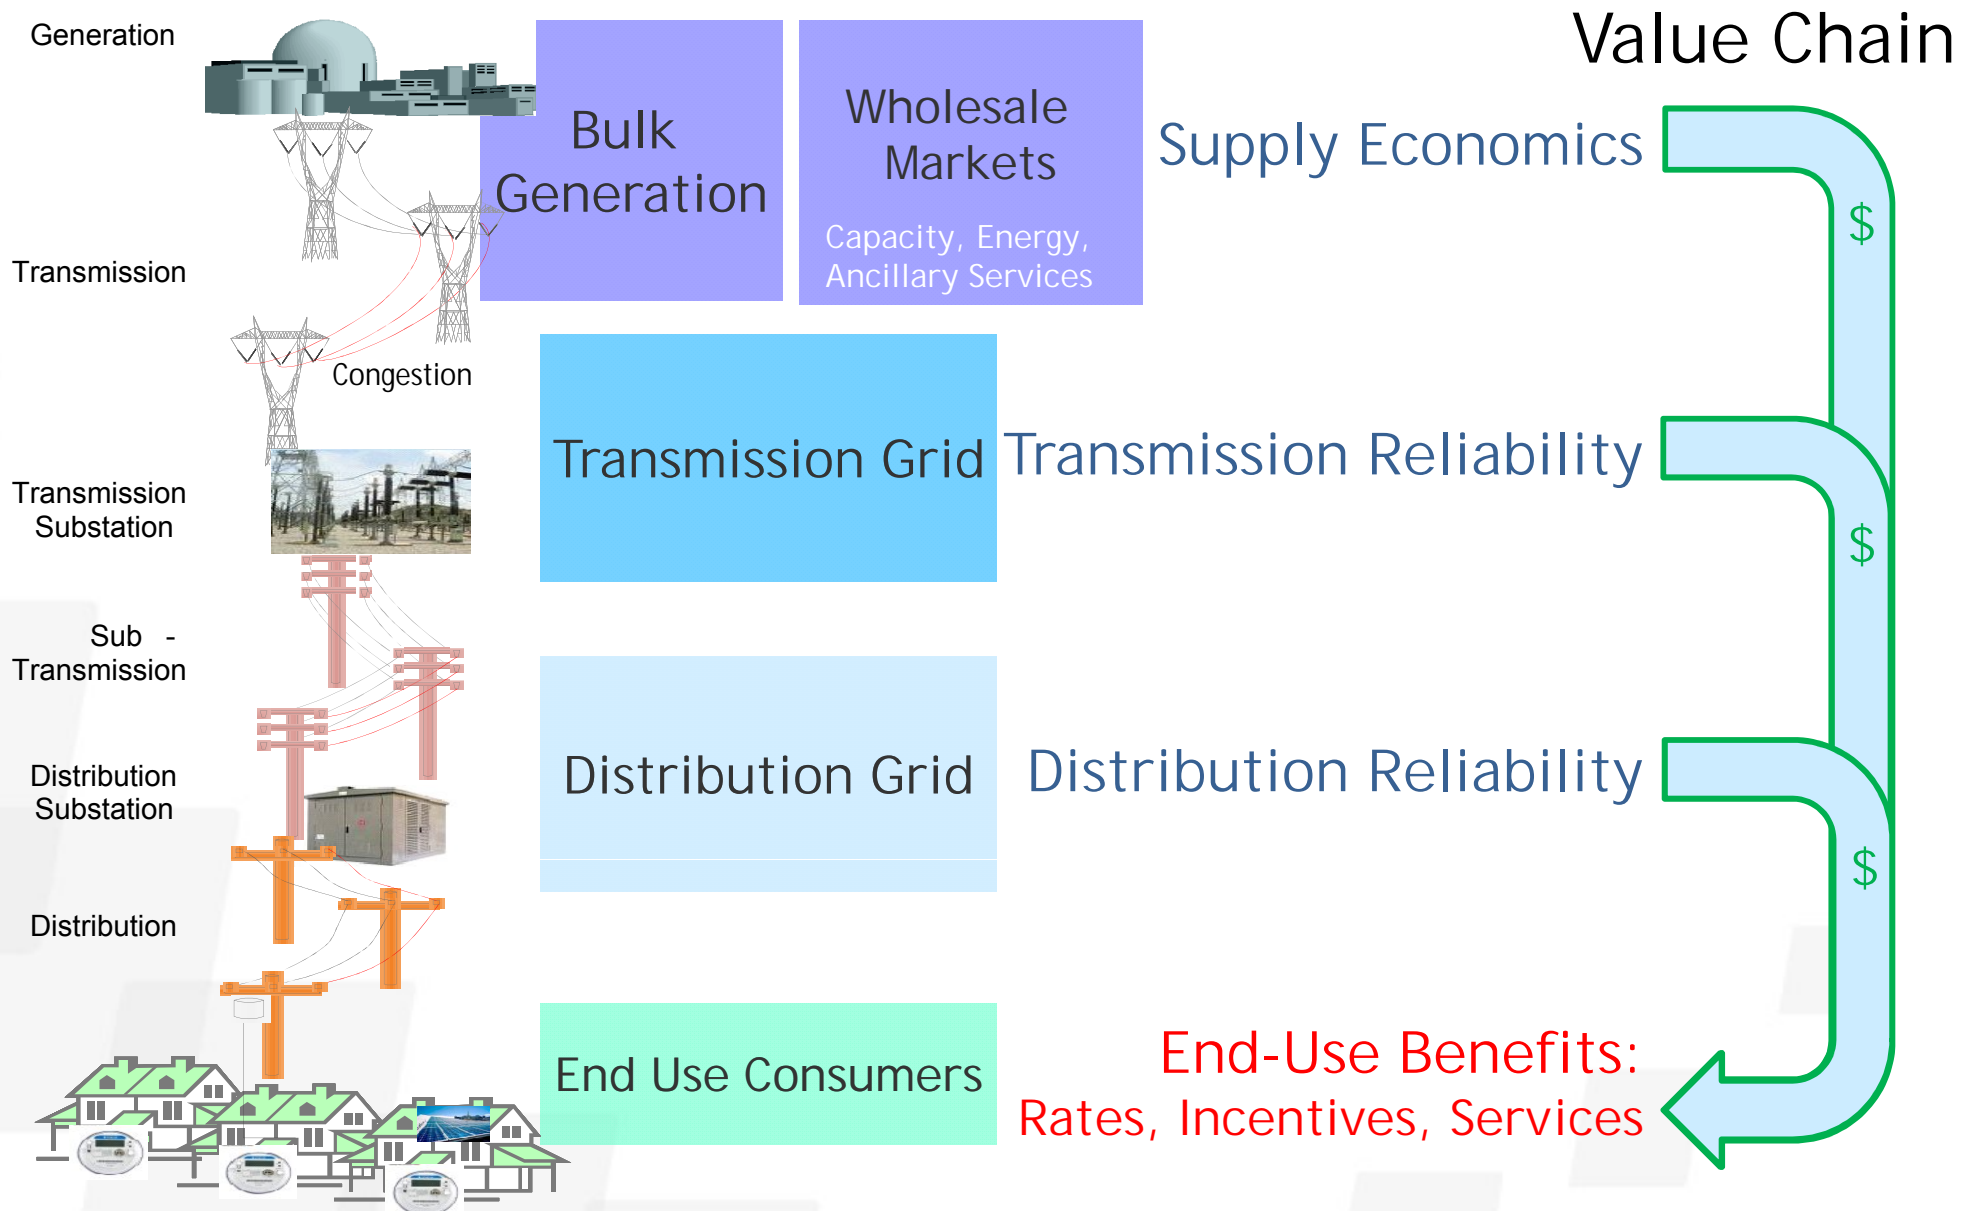 Generation
Value Chain
Bulk
Generation
Wholesale
Markets
Capacity, Energy,
Ancillary Services
Supply Economics
$
Transmission
Congestion
Transmission Grid
Transmission Reliability
Transmission
Substation
$
Sub -
Transmission
Distribution Grid
Distribution Reliability
Distribution
Substation
$
Distribution
End Use Consumers
End-Use Benefits:
Rates, Incentives, Services